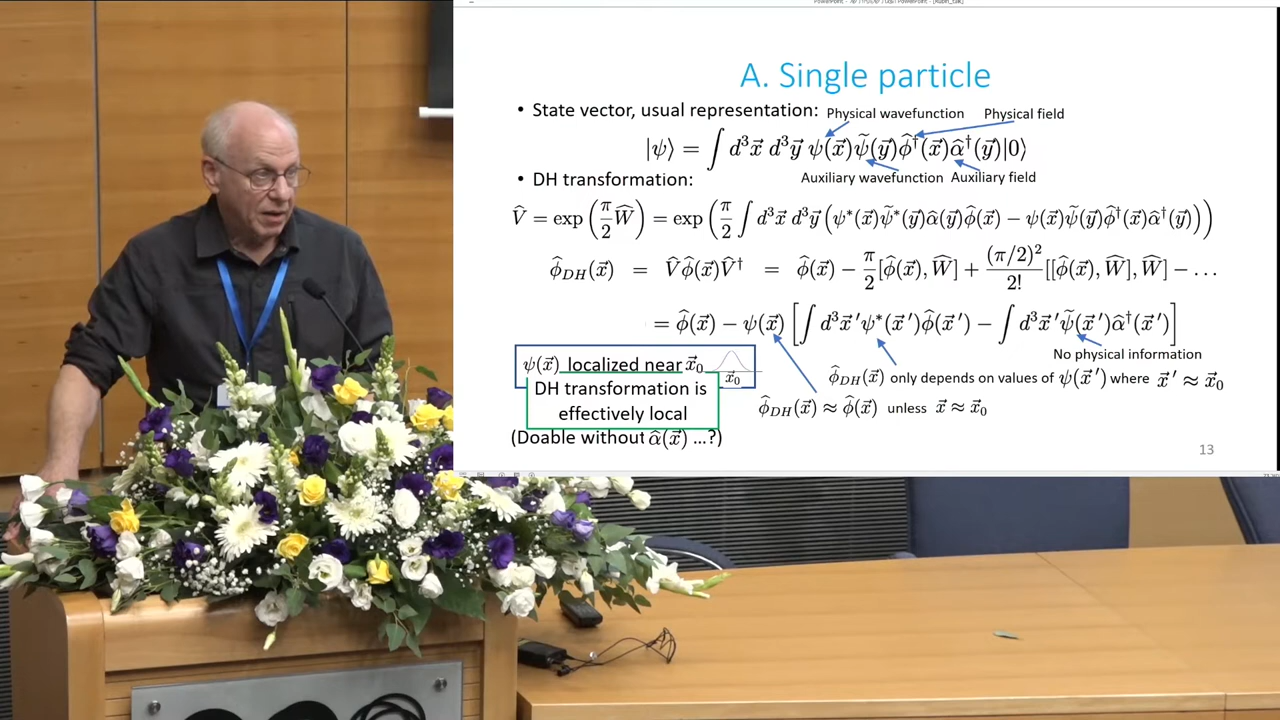 A. Single particle
• State vector, usual representation: Physical wavefunction Physical field
|ψ⟩ = ∫ d³x⃗ d³y⃗ ψ(x⃗)ψ̃(y⃗)φ̂†(x⃗)α̂†(y⃗)|0⟩
Auxiliary wavefunction Auxiliary field
• DH transformation:
V̂ = exp(π/2 Ŵ) = exp(π/2 ∫ d³x⃗ d³y⃗(ψ*(x⃗)ψ̃*(y⃗)α̂(y⃗)φ̂(x⃗) − ψ(x⃗)ψ̃(y⃗)φ̂†(x⃗)α̂†(y⃗)))
φ̂_DH(x⃗) = V̂φ̂(x⃗)V̂† = φ̂(x⃗) − π/2[φ̂(x⃗), Ŵ] + (π/2)²/2! [[φ̂(x⃗), Ŵ], Ŵ] − ...
= φ̂(x⃗) − ψ(x⃗) [∫ d³x⃗ ′ψ*(x⃗ ′)φ̂(x⃗ ′) − ∫ d³x⃗ ′ψ̃(x⃗ ′)α̂†(x⃗ ′)]
No physical information
ψ(x⃗) localized near x⃗₀
x⃗₀
φ̂_DH(x⃗) only depends on values of ψ(x⃗ ′) where x⃗ ′ ≈ x⃗₀
DH transformation is
effectively local
φ̂_DH(x⃗) ≈ φ̂(x⃗) unless x⃗ ≈ x⃗₀
(Doable without α̂(x⃗) ...?)
13